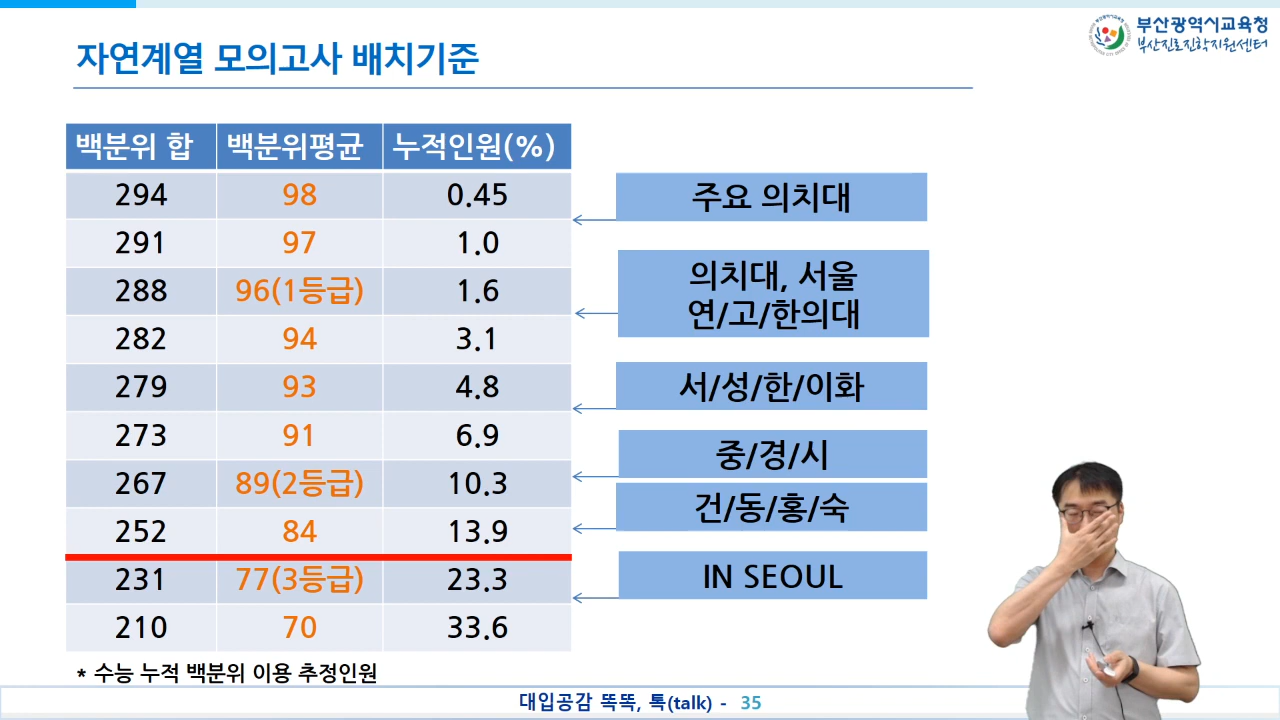 부산광역시교육청
부산진로진학지원센터
자연계열 모의고사 배치기준
백분위 합 백분위평균 누적인원(%)
294 98 0.45
291 97 1.0
288 96(1등급) 1.6
282 94 3.1
279 93 4.8
273 91 6.9
267 89(2등급) 10.3
252 84 13.9
231 77(3등급) 23.3
210 70 33.6
주요 의치대
의치대, 서울
연/고/한의대
서/성/한/이화
중/경/시
건/동/홍/숙
IN SEOUL
* 수능 누적 백분위 이용 추정인원
대입공감 똑똑, 톡(talk) - 35